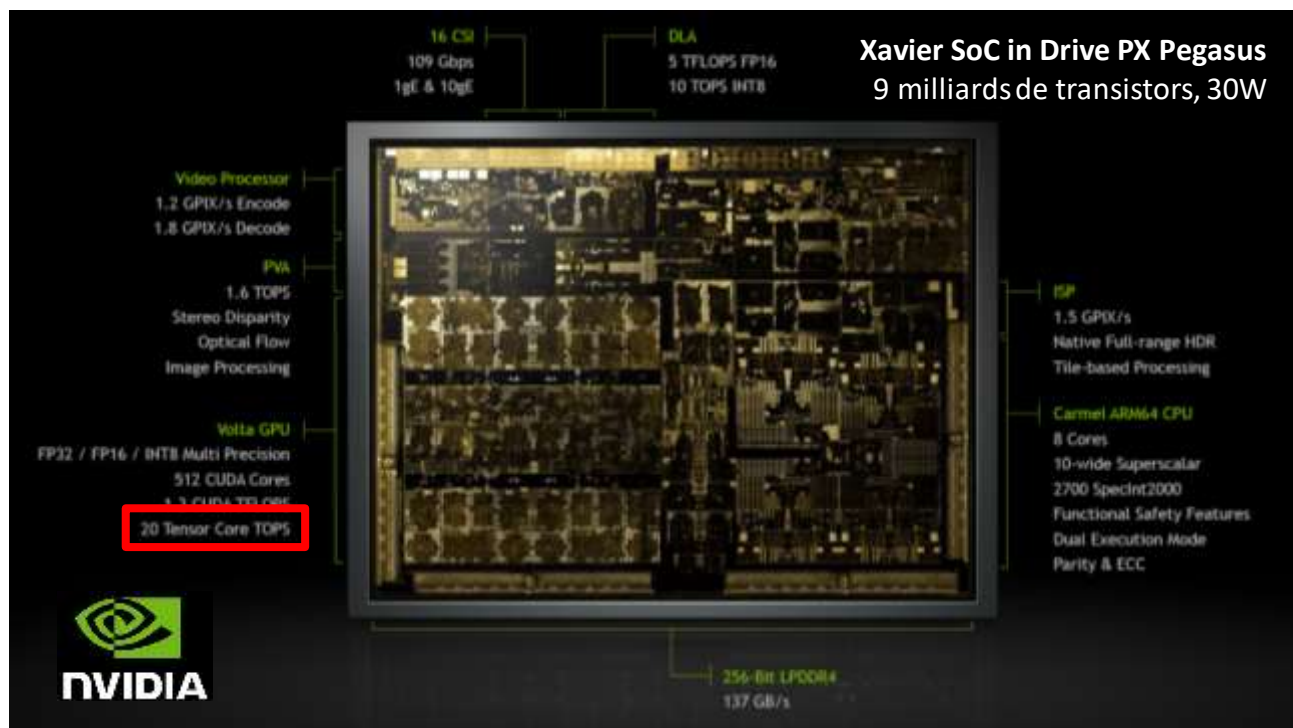 Xavier SoC in Drive PX Pegasus
9 milliards de transistors, 30W
16 CSI
109 Gbps
1gE & 10gE
DLA
5 TFLOPS FP16
10 TOPS INT8
Video Processor
1.2 GPIX/s Encode
1.8 GPIX/s Decode
PVA
1.6 TOPS
Stereo Disparity
Optical Flow
Image Processing
Volta GPU
FP32 / FP16 / INT8 Multi Precision
512 CUDA Cores
1.3 CUDA TFLOPS
20 Tensor Core TOPS
ISP
1.5 GPIX/s
Native Full-range HDR
Tile-based Processing
Carmel ARM64 CPU
8 Cores
10-wide Superscalar
2700 SpecInt2000
Functional Safety Features
Dual Execution Mode
Parity & ECC
256-Bit LPDDR4
137 GB/s
NVIDIA